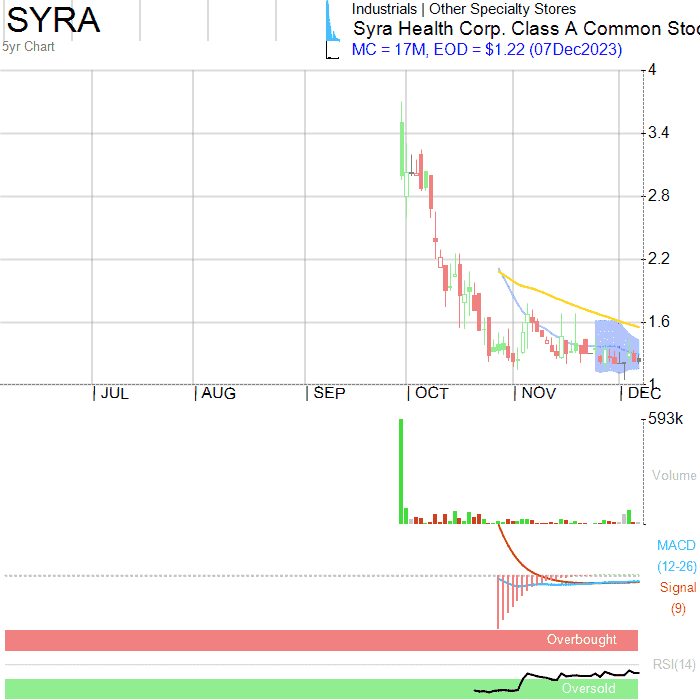 SYRA
5yr Chart
Industrials | Other Specialty Stores
Syra Health Corp. Class A Common Stoc
MC = 17M, EOD = $1.22 (07Dec2023)
4
3.4
2.8
2.2
1.6
1
| JUL | AUG | SEP | OCT | NOV | DEC
593k
Volume
MACD
(12-26)
Signal
(9)
Overbought
RSI(14)
Oversold